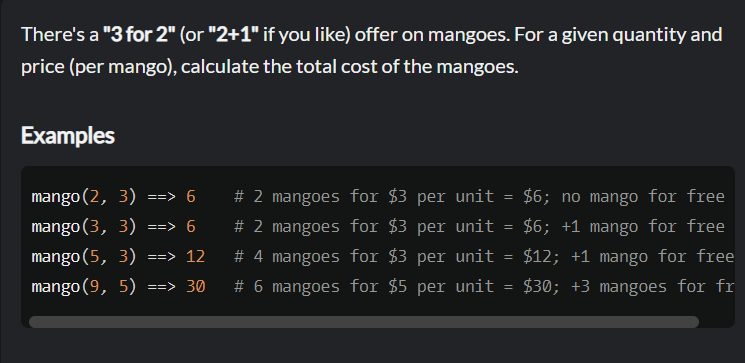 There's a "3 for 2" (or "2+1" if you like) offer on mangoes. For a given quantity and
price (per mango), calculate the total cost of the mangoes.
Examples
mango(2, 3) ==> 6    # 2 mangoes for $3 per unit = $6; no mango for free
mango(3, 3) ==> 6    # 2 mangoes for $3 per unit = $6; +1 mango for free
mango(5, 3) ==> 12   # 4 mangoes for $3 per unit = $12; +1 mango for free
mango(9, 5) ==> 30   # 6 mangoes for $5 per unit = $30; +3 mangoes for fr